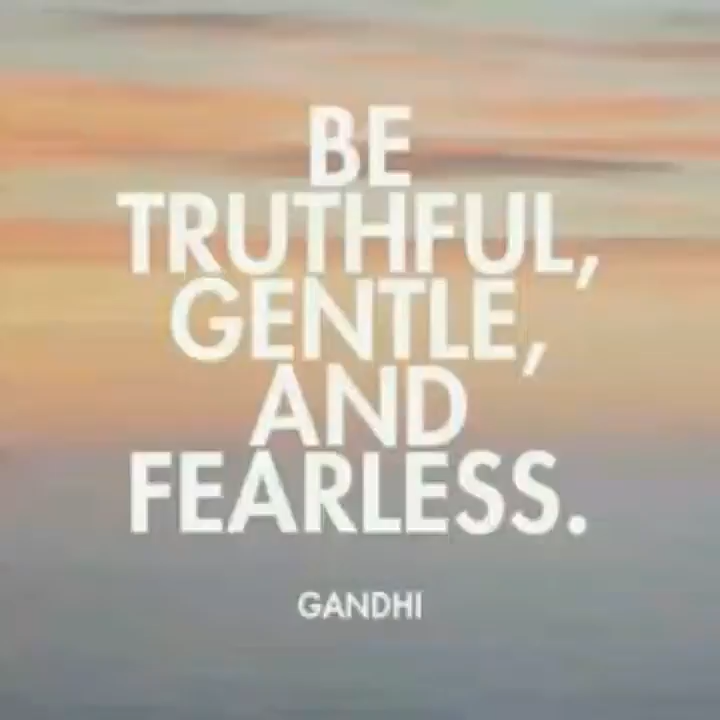 BE
TRUTHFUL,
GENTLE,
AND
FEARLESS.
GANDHI